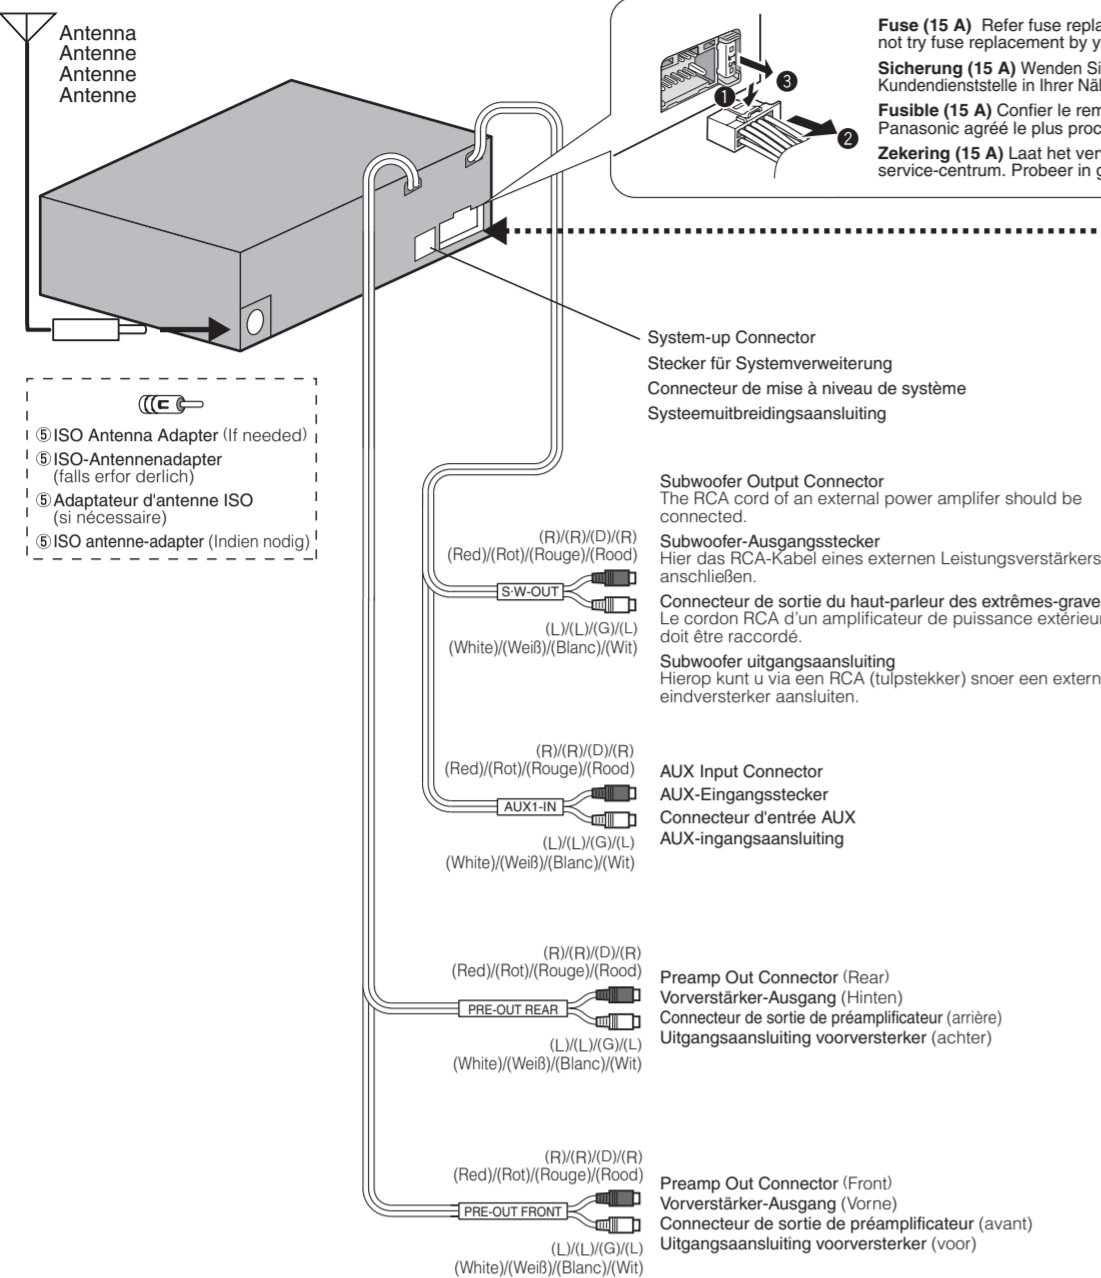 Antenna
Antenne
Antenne
Antenne
Fuse (15 A) Refer fuse
not try fuse replacement by
Sicherung (15 A) Wenden
Kundendienststelle in Ihrer
Fusible (15 A) Confier le
Panasonic agréé le plus
Zekering (15 A) Laat het
service-centrum. Probeer in
1
3
2
System-up Connector
Stecker für Systemverweiterung
Connecteur de mise à niveau de système
Systeemuitbreidingsaansluiting
⑤ISO Antenna Adapter (If needed)
⑤ISO-Antennenadapter
(falls erfor derlich)
⑤Adaptateur d'antenne ISO
(si nécessaire)
⑤ISO antenne-adapter (Indien nodig)
(R)/(R)/(D)/(R)
(Red)/(Rot)/(Rouge)/(Rood)
S·W-OUT
(L)/(L)/(G)/(L)
(White)/(Weiß)/(Blanc)/(Wit)
Subwoofer Output Connector
The RCA cord of an external power amplifer should be
connected.
Subwoofer-Ausgangsstecker
Hier das RCA-Kabel eines externen Leistungsverstärkers
anschließen.
Connecteur de sortie du haut-parleur des
Le cordon RCA d'un amplificateur de puissance
doit être raccordé.
Subwoofer uitgangsaansluiting
Hierop kunt u via een RCA (tulpstekker) snoer een
eindversterker aansluiten.
(R)/(R)/(D)/(R)
(Red)/(Rot)/(Rouge)/(Rood)
AUX1-IN
(L)/(L)/(G)/(L)
(White)/(Weiß)/(Blanc)/(Wit)
AUX Input Connector
AUX-Eingangsstecker
Connecteur d'entrée AUX
AUX-ingangsaansluiting
(R)/(R)/(D)/(R)
(Red)/(Rot)/(Rouge)/(Rood)
PRE-OUT REAR
(L)/(L)/(G)/(L)
(White)/(Weiß)/(Blanc)/(Wit)
Preamp Out Connector (Rear)
Vorverstärker-Ausgang (Hinten)
Connecteur de sortie de préamplificateur (arrière)
Uitgangsaansluiting voorversterker (achter)
(R)/(R)/(D)/(R)
(Red)/(Rot)/(Rouge)/(Rood)
PRE-OUT FRONT
(L)/(L)/(G)/(L)
(White)/(Weiß)/(Blanc)/(Wit)
Preamp Out Connector (Front)
Vorverstärker-Ausgang (Vorne)
Connecteur de sortie de préamplificateur (avant)
Uitgangsaansluiting voorversterker (voor)